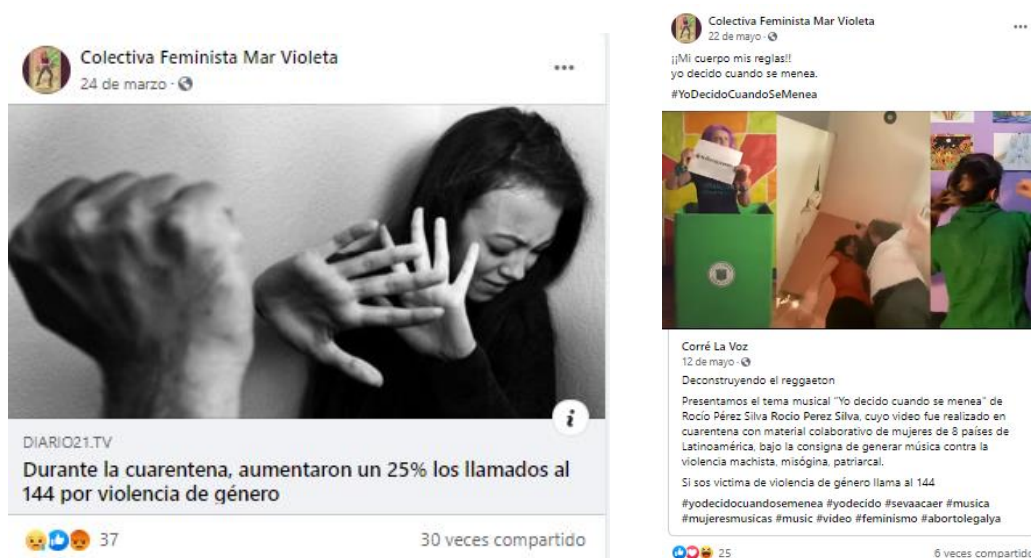 Colectiva Feminista Mar Violeta
24 de marzo ·
DIARIO21.TV
Durante la cuarentena, aumentaron un 25% los llamados al
144 por violencia de género
37
30 veces compartido
Colectiva Feminista Mar Violeta
22 de mayo ·
¡¡Mi cuerpo mis reglas!!
yo decido cuando se menea.
#YoDecidoCuandoSeMenea
Corré La Voz
12 de mayo ·
Deconstruyendo el reggaeton
Presentamos el tema musical "Yo decido cuando se menea" de
Rocío Pérez Silva Rocio Perez Silva, cuyo video fue realizado en
cuarentena con material colaborativo de mujeres de 8 países de
Latinoamérica, bajo la consigna de generar música contra la
violencia machista, misógina, patriarcal.
Si sos victima de violencia de género llama al 144
#yodecidocuandosemenea #yodecido #sevaacaer #musica
#mujeresmusicas #music #video #feminismo #abortolegalya
25
6 veces compartido